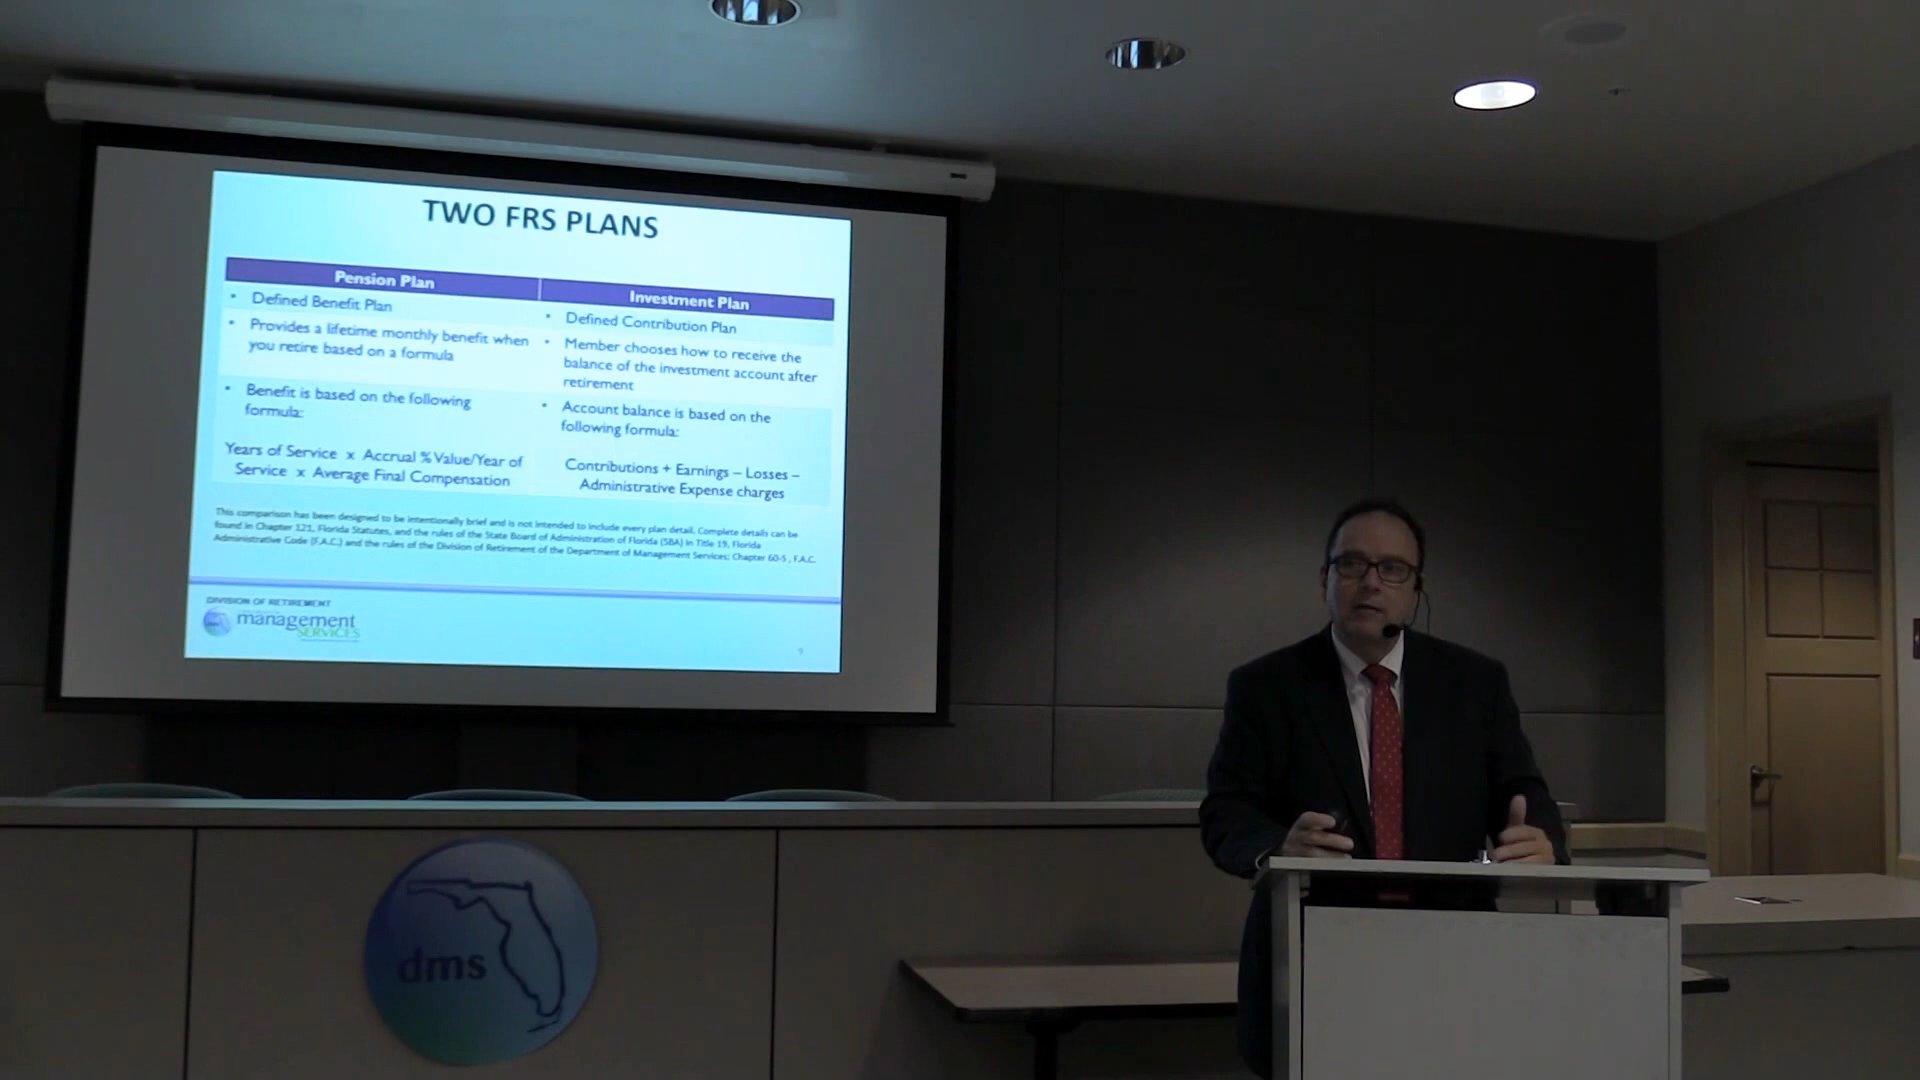 TWO FRS PLANS
Pension Plan
Investment Plan
• Defined Benefit Plan
• Defined Contribution Plan
• Provides a lifetime monthly benefit when
you retire based on a formula
• Member chooses how to receive the
balance of the investment account after
retirement
• Benefit is based on the following
formula:
• Account balance is based on the
following formula:
Years of Service x Accrual % Value/Year of
Service x Average Final Compensation
Contributions + Earnings – Losses –
Administrative Expense charges
This comparison has been designed to be intentionally brief and is not intended to include every plan detail. Complete details can be
found in Chapter 121, Florida Statutes, and the rules of the State Board of Administration of Florida (SBA) in Title 19, Florida
Administrative Code (F.A.C.) and the rules of the Division of Retirement of the Department of Management Services; Chapter 60-S , F.A.C.
DIVISION OF RETIREMENT
management
SERVICES
9
dms